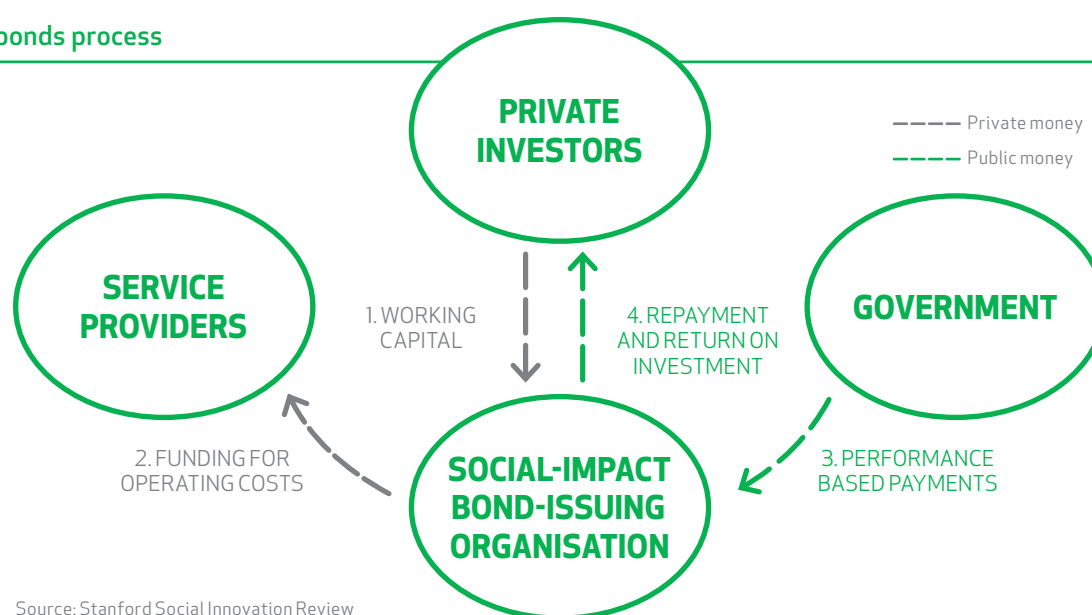 bonds process
PRIVATE
INVESTORS
Private money
Public money
SERVICE
PROVIDERS
GOVERNMENT
1. WORKING
CAPITAL
4. REPAYMENT
AND RETURN ON
INVESTMENT
2. FUNDING FOR
OPERATING COSTS
SOCIAL-IMPACT
BOND-ISSUING
ORGANISATION
3. PERFORMANCE
BASED PAYMENTS
Source: Stanford Social Innovation Review